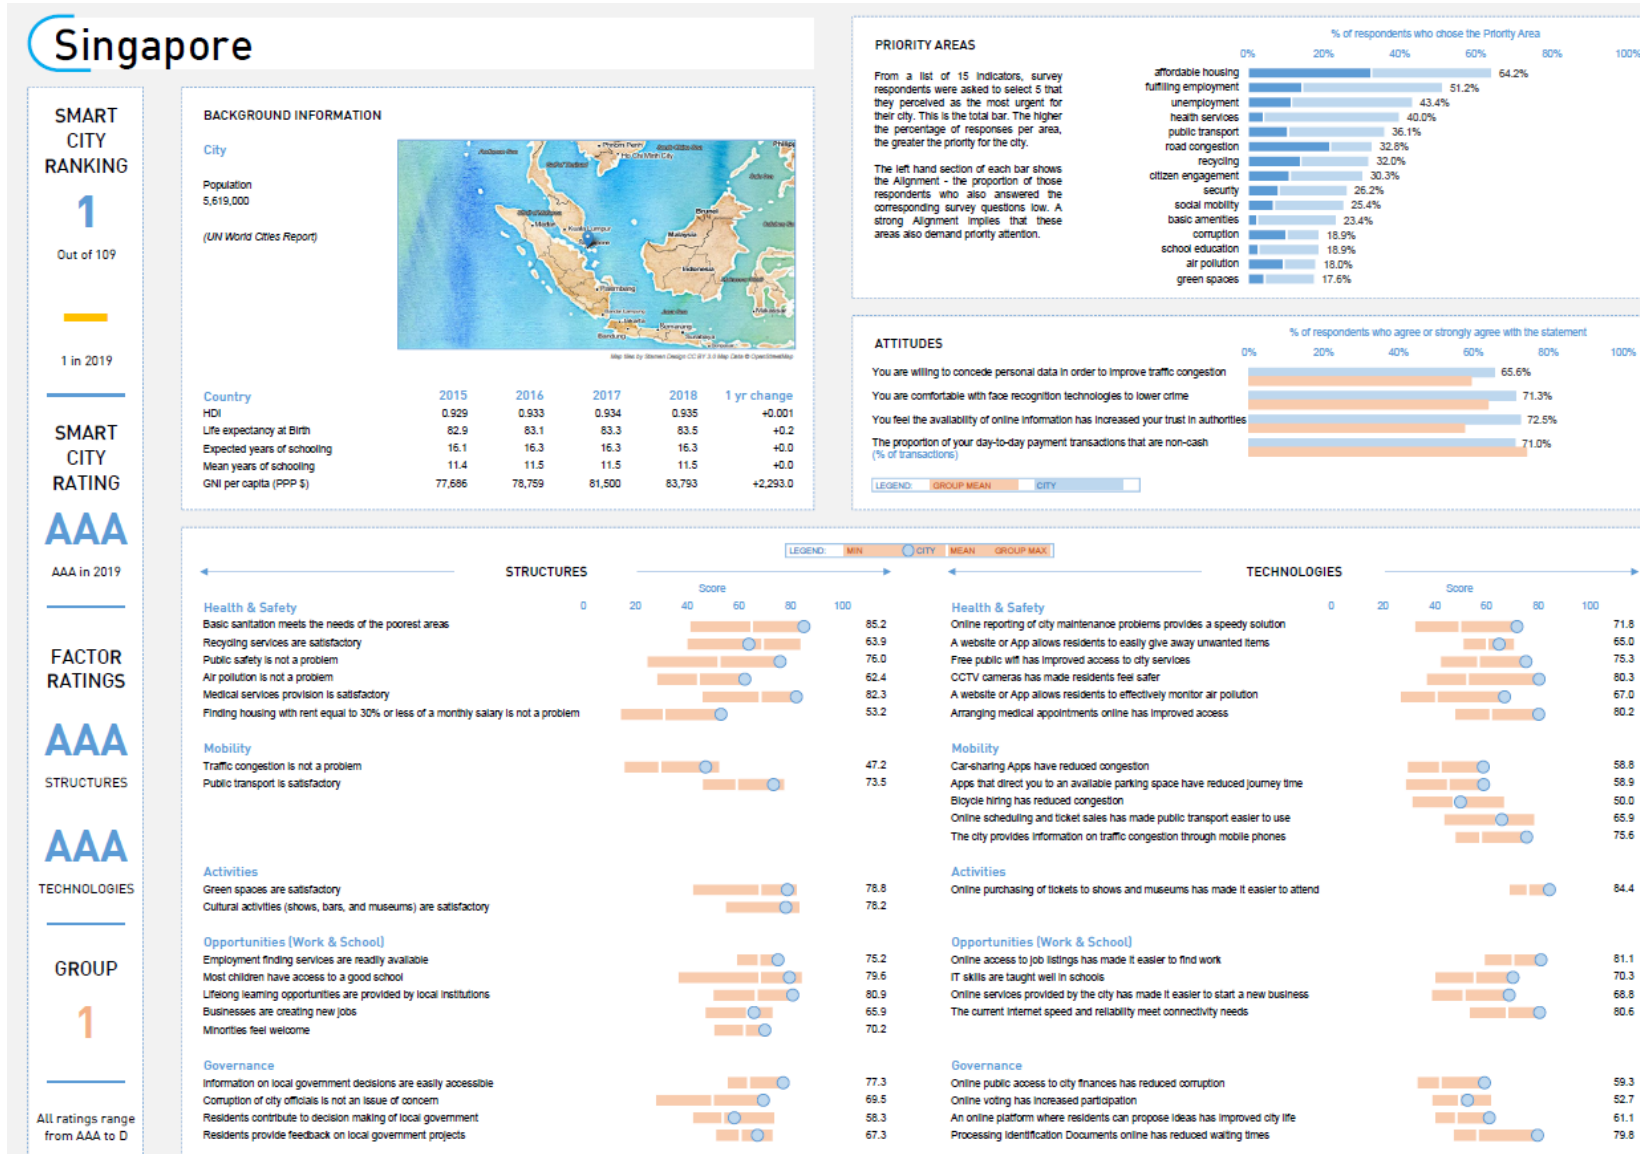 Singapore
SMART
CITY
RANKING
1
Out of 109
1 in 2019
SMART
CITY
RATING
AAA
AAA in 2019
FACTOR
RATINGS
AAA
STRUCTURES
AAA
TECHNOLOGIES
GROUP
1
All ratings range
from AAA to D
BACKGROUND INFORMATION
City
Population
5,619,000
(UN World Cities Report)
Phnom Penh
Ho Chi Minh City
Medan
Kuala Lumpur
Singapore
Brunei
Malaysia
Indonesia
Palembang
Jakarta
Bandung
Semarang
Surabaya
Makassar
Map tiles by Stamen Design CC BY 3.0 Map Data © OpenStreetMap
Country 2015 2016 2017 2018 1 yr change
HDI 0.929 0.933 0.934 0.935 +0.001
Life expectancy at Birth 82.9 83.1 83.3 83.5 +0.2
Expected years of schooling 16.1 16.3 16.3 16.3 +0.0
Mean years of schooling 11.4 11.5 11.5 11.5 +0.0
GNI per capita (PPP $) 77,686 78,759 81,500 83,793 +2,293.0
PRIORITY AREAS
From a list of 15 indicators, survey
respondents were asked to select 5 that
they perceived as the most urgent for
their city. This is the total bar. The higher
the percentage of responses per area,
the greater the priority for the city.
The left hand section of each bar shows
the Alignment - the proportion of those
respondents who also answered the
corresponding survey questions low. A
strong Alignment implies that these
areas also demand priority attention.
% of respondents who chose the Priority Area
0% 20% 40% 60% 80% 100%
affordable housing 64.2%
fulfilling employment 51.2%
unemployment 43.4%
health services 40.0%
public transport 36.1%
road congestion 32.8%
recycling 32.0%
citizen engagement 30.3%
security 26.2%
social mobility 25.4%
basic amenities 23.4%
corruption 18.9%
school education 18.9%
air pollution 18.0%
green spaces 17.6%
ATTITUDES
% of respondents who agree or strongly agree with the statement
0% 20% 40% 60% 80% 100%
You are willing to concede personal data in order to improve traffic congestion 65.6%
You are comfortable with face recognition technologies to lower crime 71.3%
You feel the availability of online information has increased your trust in authorities 72.5%
The proportion of your day-to-day payment transactions that are non-cash 71.0%
(% of transactions)
LEGEND: GROUP MEAN CITY
LEGEND: MIN CITY MEAN GROUP MAX
STRUCTURES
Score
Health & Safety 0 20 40 60 80 100
Basic sanitation meets the needs of the poorest areas 85.2
Recycling services are satisfactory 63.9
Public safety is not a problem 76.0
Air pollution is not a problem 62.4
Medical services provision is satisfactory 82.3
Finding housing with rent equal to 30% or less of a monthly salary is not a problem 53.2
Mobility
Traffic congestion is not a problem 47.2
Public transport is satisfactory 73.5
Activities
Green spaces are satisfactory 78.8
Cultural activities (shows, bars, and museums) are satisfactory 78.2
Opportunities (Work & School)
Employment finding services are readily available 75.2
Most children have access to a good school 79.6
Lifelong learning opportunities are provided by local institutions 80.9
Businesses are creating new jobs 65.9
Minorities feel welcome 70.2
Governance
Information on local government decisions are easily accessible 77.3
Corruption of city officials is not an issue of concern 69.5
Residents contribute to decision making of local government 58.3
Residents provide feedback on local government projects 67.3
TECHNOLOGIES
Score
Health & Safety 0 20 40 60 80 100
Online reporting of city maintenance problems provides a speedy solution 71.8
A website or App allows residents to easily give away unwanted items 65.0
Free public wifi has improved access to city services 75.3
CCTV cameras has made residents feel safer 80.3
A website or App allows residents to effectively monitor air pollution 67.0
Arranging medical appointments online has improved access 80.2
Mobility
Car-sharing Apps have reduced congestion 58.8
Apps that direct you to an available parking space have reduced journey time 58.9
Bicycle hiring has reduced congestion 50.0
Online scheduling and ticket sales has made public transport easier to use 65.9
The city provides information on traffic congestion through mobile phones 75.6
Activities
Online purchasing of tickets to shows and museums has made it easier to attend 84.4
Opportunities (Work & School)
Online access to job listings has made it easier to find work 81.1
IT skills are taught well in schools 70.3
Online services provided by the city has made it easier to start a new business 68.8
The current internet speed and reliability meet connectivity needs 80.6
Governance
Online public access to city finances has reduced corruption 59.3
Online voting has increased participation 52.7
An online platform where residents can propose ideas has improved city life 61.1
Processing Identification Documents online has reduced waiting times 79.8